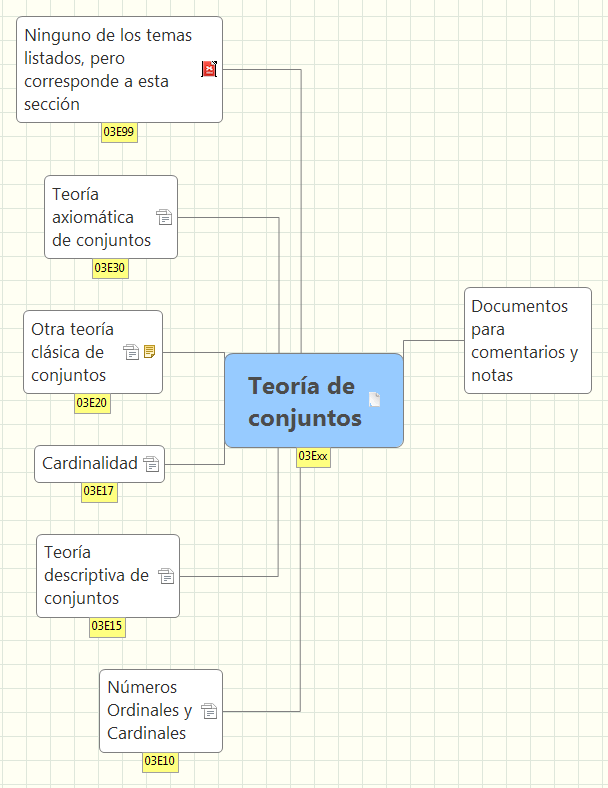 Ninguno de los temas
listados, pero
corresponde a esta
sección
03E99
Teoría
axiomática
de conjuntos
03E30
Otra teoría
clásica de
conjuntos
03E20
Cardinalidad
03E17
Teoría
descriptiva de
conjuntos
03E15
Números
Ordinales y
Cardinales
03E10
Teoría de
conjuntos
03Exx
Documentos
para
comentarios y
notas